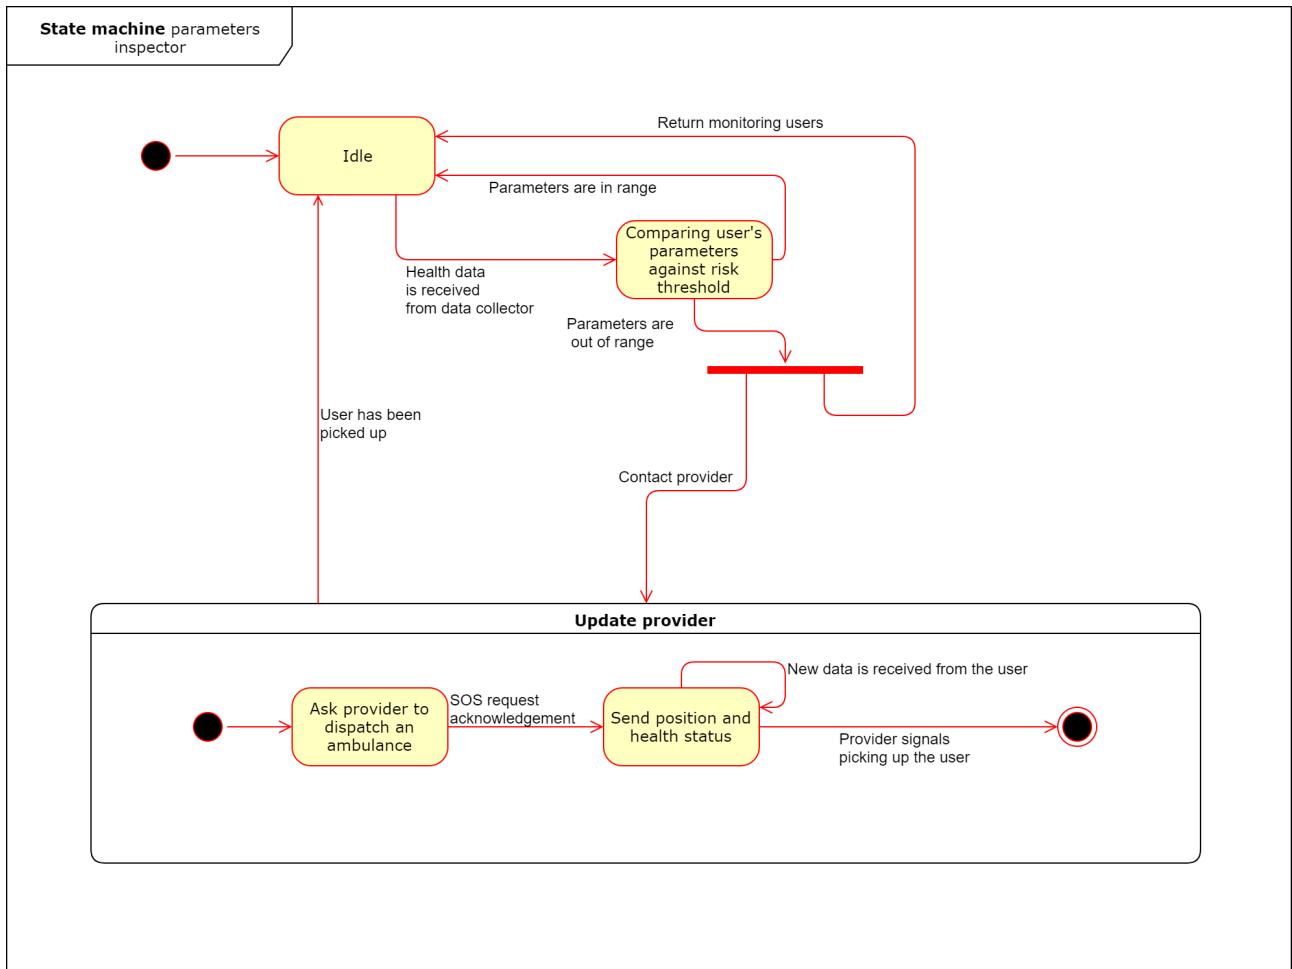 State machine parameters
inspector
Return monitoring users
Idle
Parameters are in range
Comparing user's
parameters
against risk
threshold
Health data
is received
from data collector
Parameters are
out of range
User has been
picked up
Contact provider
Update provider
New data is received from the user
SOS request
acknowledgement
Ask provider to
dispatch an
ambulance
Send position and
health status
Provider signals
picking up the user